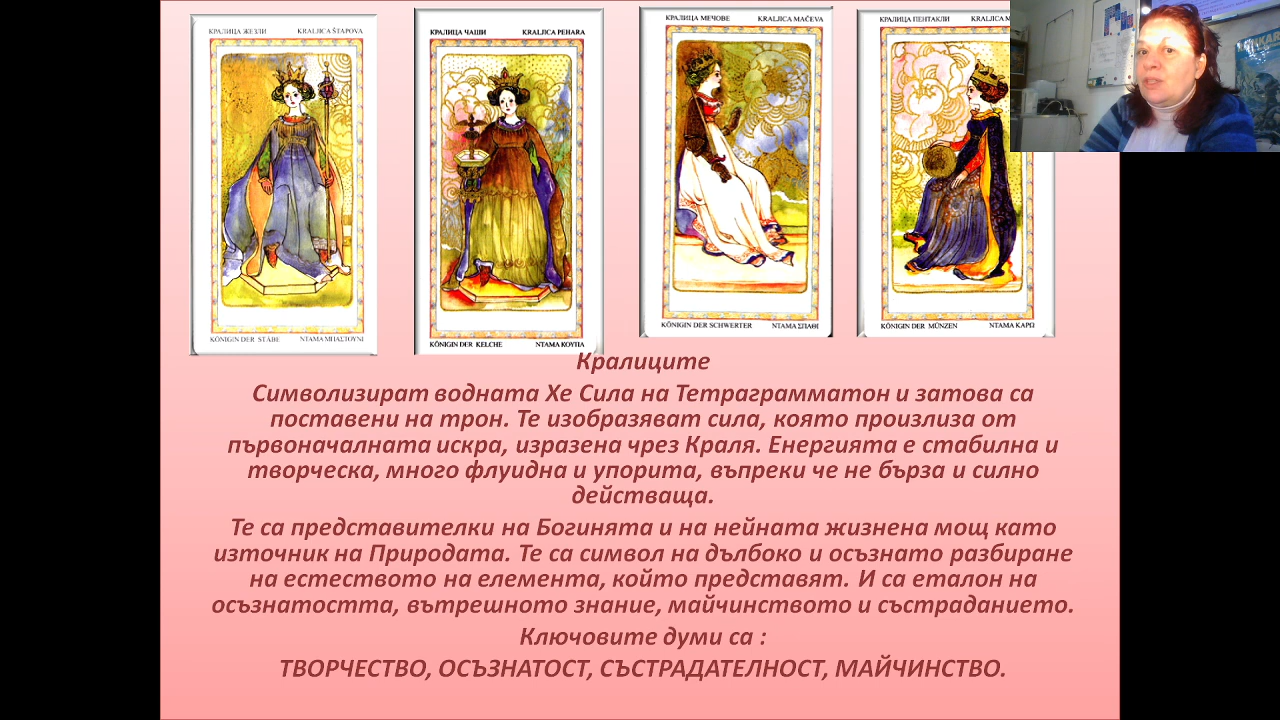 КРАЛИЦА ЖЕЗЛИ KRALJICA ŠTAPOVA
КРАЛИЦА ЧАШИ KRALJICA PEHARA
КРАЛИЦА МЕЧОВЕ KRALJICA MAČEVA
КРАЛИЦА ПЕНТАКЛИ KRALJICA
KÖNIGIN DER STÄBE ΝΤΑΜΑ ΜΠΑΣΤΟΥΝΙ
KÖNIGIN DER KELCHE ΝΤΑΜΑ ΚΟΥΠΑ
KÖNIGIN DER SCHWERTER ΝΤΑΜΑ ΣΠΑΘΙ
KÖNIGIN DER MÜNZEN ΝΤΑΜΑ ΚΑΡΩ
Кралиците
Символизират водната Хе Сила на Тетраграмматон и затова са
поставени на трон. Те изобразяват сила, която произлиза от
първоначалната искра, изразена чрез Краля. Енергията е стабилна и
творческа, много флуидна и упорита, въпреки че не бърза и силно
действаща.
Те са представителки на Богинята и на нейната жизнена мощ като
източник на Природата. Те са символ на дълбоко и осъзнато разбиране
на естеството на елемента, който представят. И са еталон на
осъзнатостта, вътрешното знание, майчинството и състраданието.
Ключовите думи са :
ТВОРЧЕСТВО, ОСЪЗНАТОСТ, СЪСТРАДАТЕЛНОСТ, МАЙЧИНСТВО.